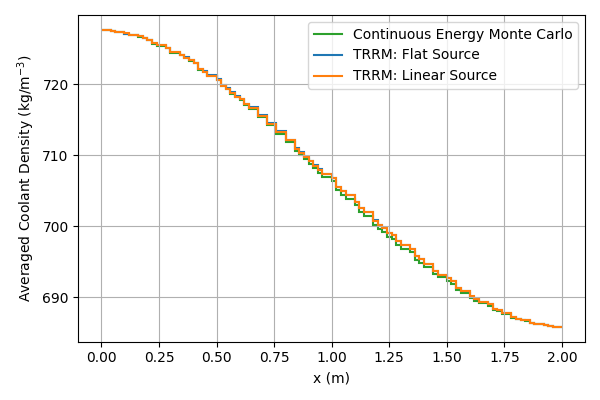 Continuous Energy Monte Carlo
TRRM: Flat Source
TRRM: Linear Source
Averaged Coolant Density (kg/m⁻³)
720
710
700
690
0.00 0.25 0.50 0.75 1.00 1.25 1.50 1.75 2.00
x (m)